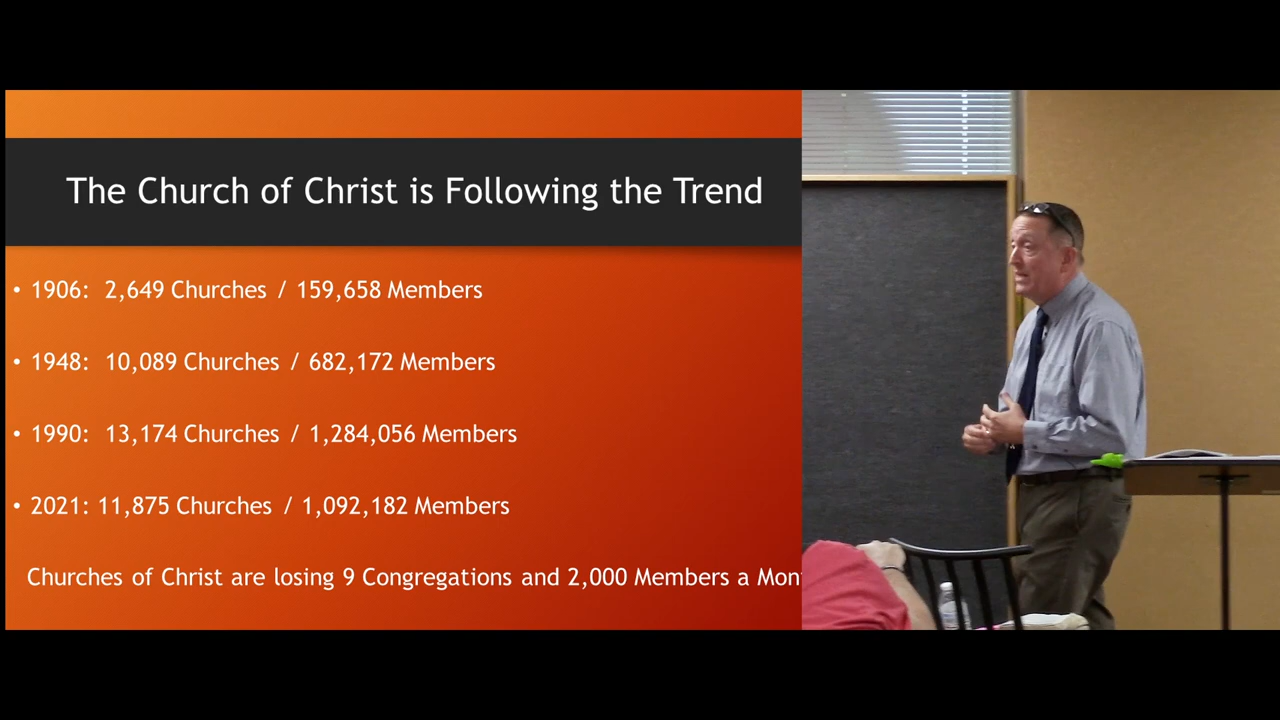 The Church of Christ is Following the Trend
• 1906: 2,649 Churches / 159,658 Members
• 1948: 10,089 Churches / 682,172 Members
• 1990: 13,174 Churches / 1,284,056 Members
• 2021: 11,875 Churches / 1,092,182 Members
Churches of Christ are losing 9 Congregations and 2,000 Members a Mon